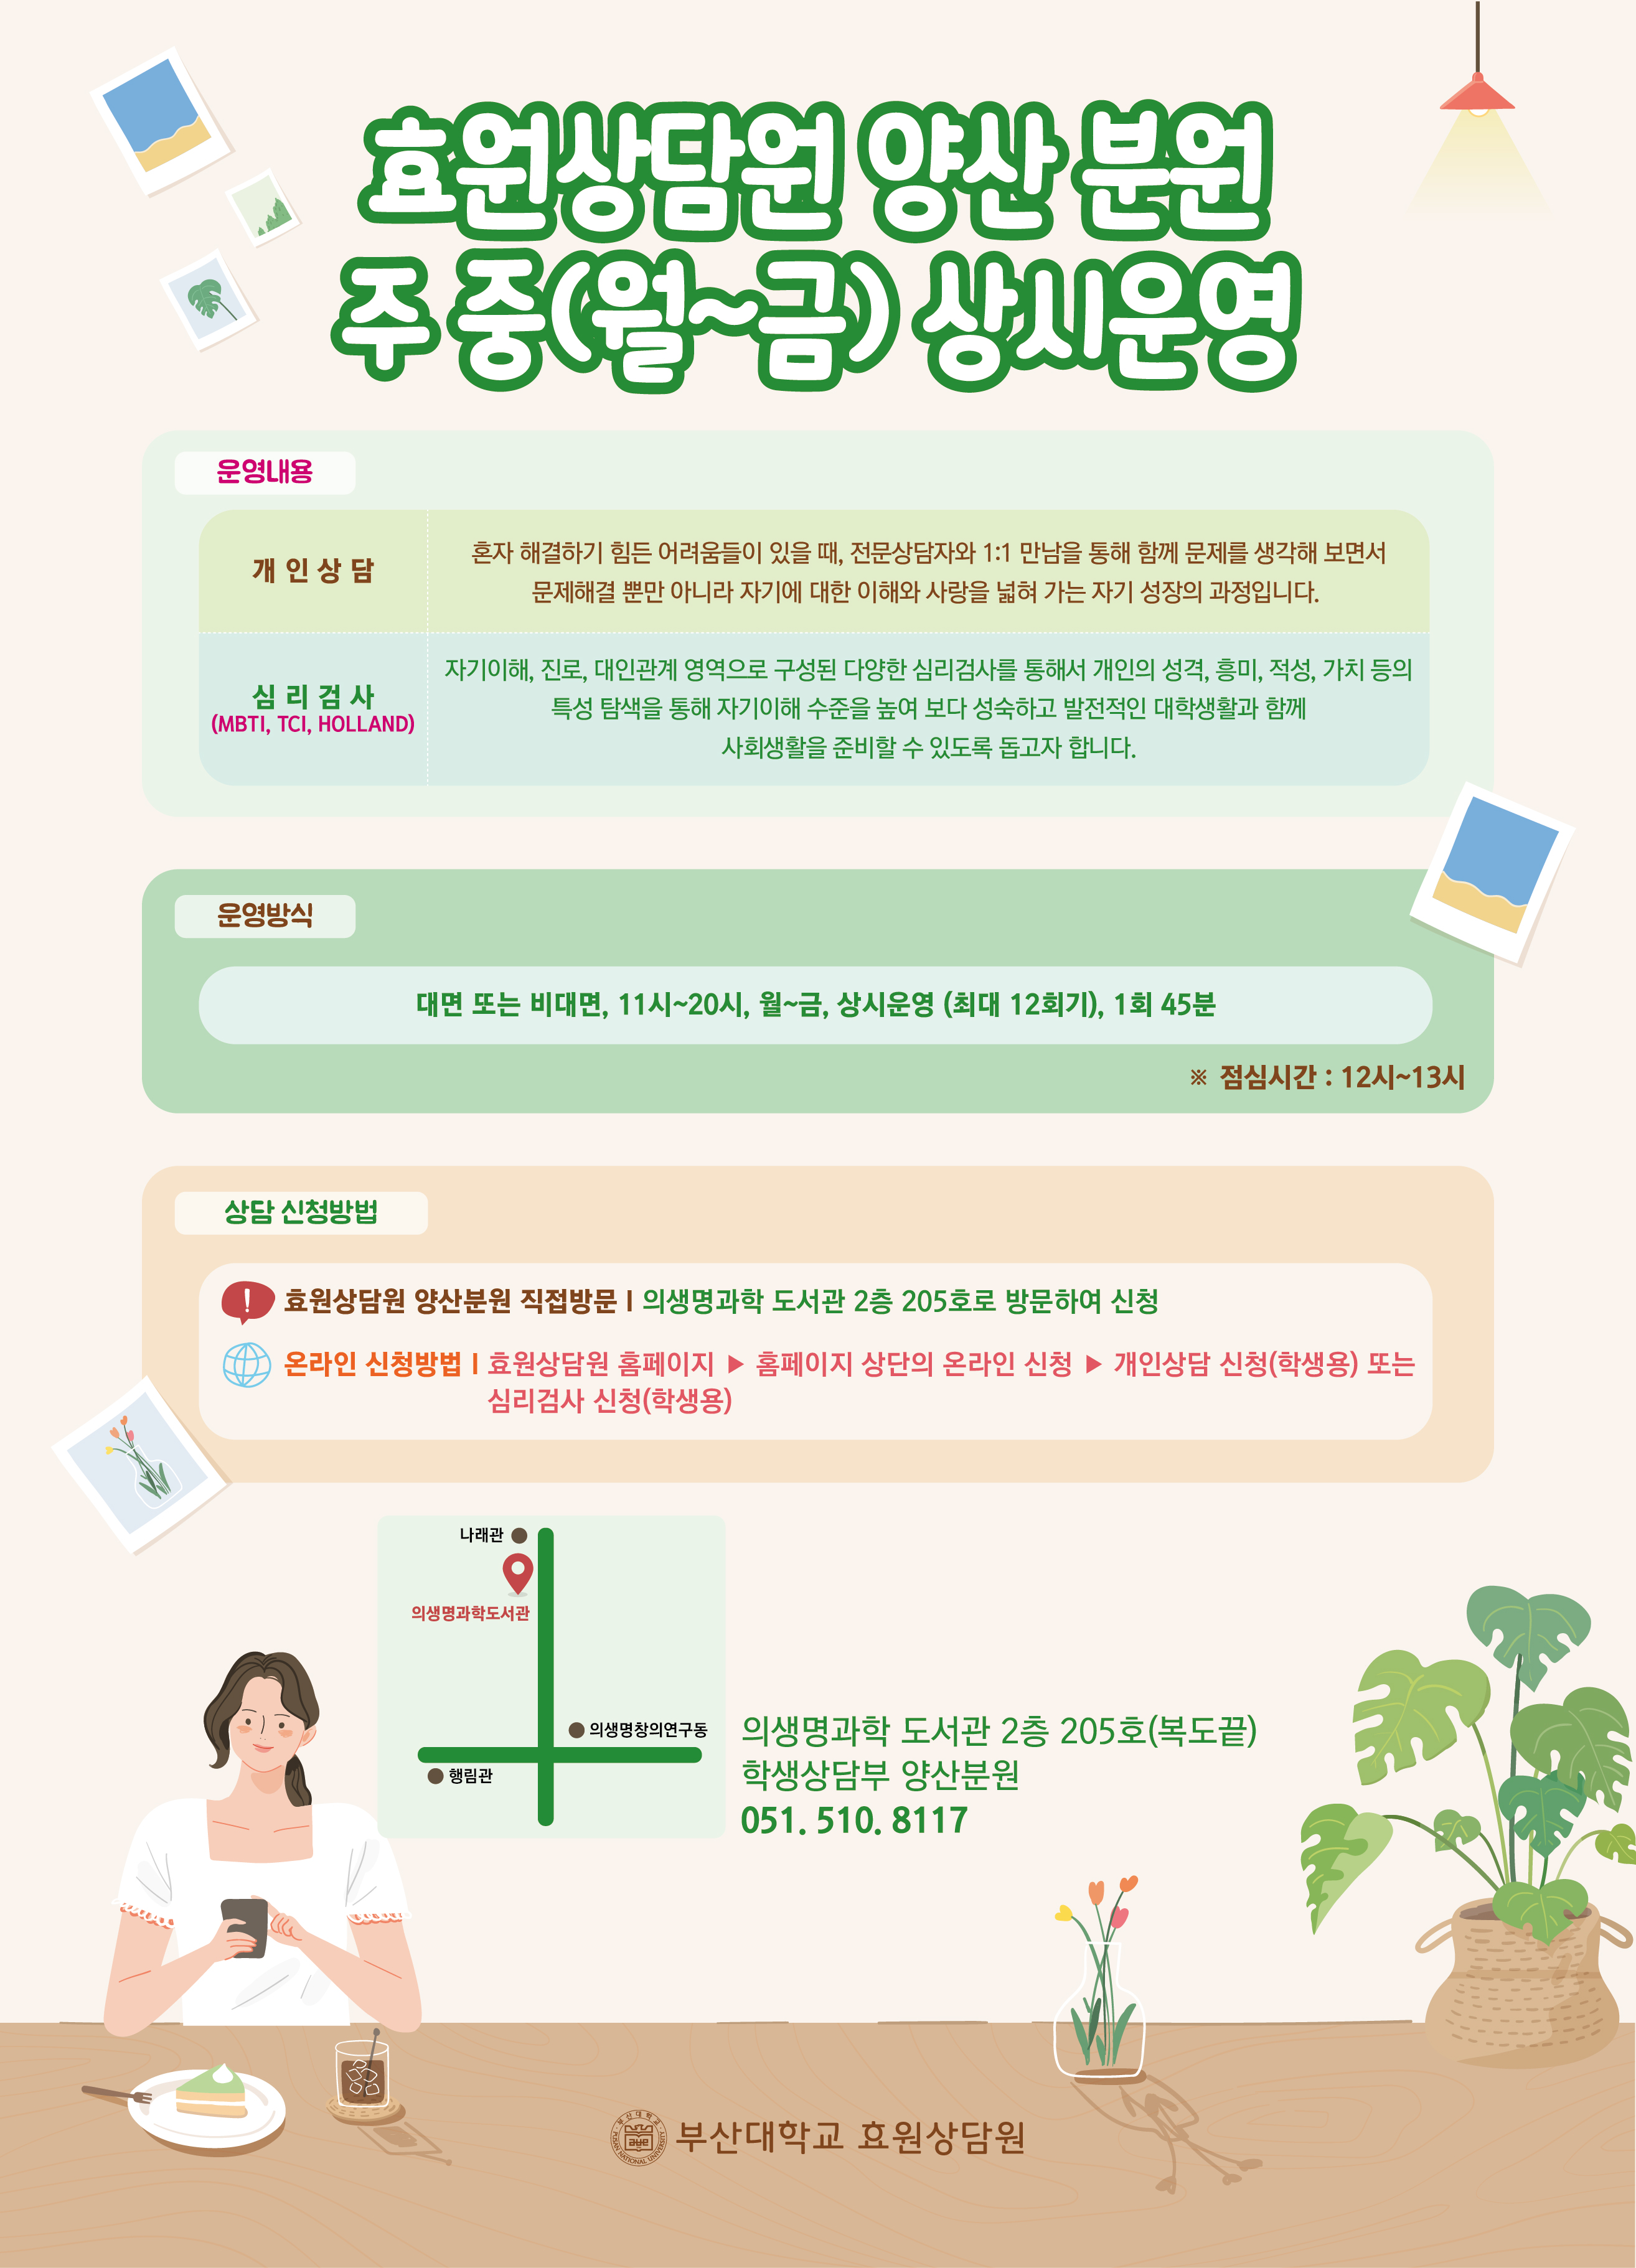 효원상담원 양산 분원
주 중(월~금) 상시운영
운영내용
개 인 상 담
혼자 해결하기 힘든 어려움들이 있을 때, 전문상담자와 1:1 만남을 통해 함께 문제를 생각해 보면서
문제해결 뿐만 아니라 자기에 대한 이해와 사랑을 넓혀 가는 자기 성장의 과정입니다.
심 리 검 사
(MBTI, TCI, HOLLAND)
자기이해, 진로, 대인관계 영역으로 구성된 다양한 심리검사를 통해서 개인의 성격, 흥미, 적성, 가치 등의
특성 탐색을 통해 자기이해 수준을 높여 보다 성숙하고 발전적인 대학생활과 함께
사회생활을 준비할 수 있도록 돕고자 합니다.
운영방식
대면 또는 비대면, 11시~20시, 월~금, 상시운영 (최대 12회기), 1회 45분
※ 점심시간 : 12시~13시
상담 신청방법
! 효원상담원 양산분원 직접방문 | 의생명과학 도서관 2층 205호로 방문하여 신청
온라인 신청방법 | 효원상담원 홈페이지 ▶ 홈페이지 상단의 온라인 신청 ▶ 개인상담 신청(학생용) 또는
심리검사 신청(학생용)
나래관
의생명과학도서관
의생명창의연구동
행림관
의생명과학 도서관 2층 205호(복도끝)
학생상담부 양산분원
051. 510. 8117
부산대학교
PUSAN NATIONAL UNIVERSITY
부산대학교 효원상담원